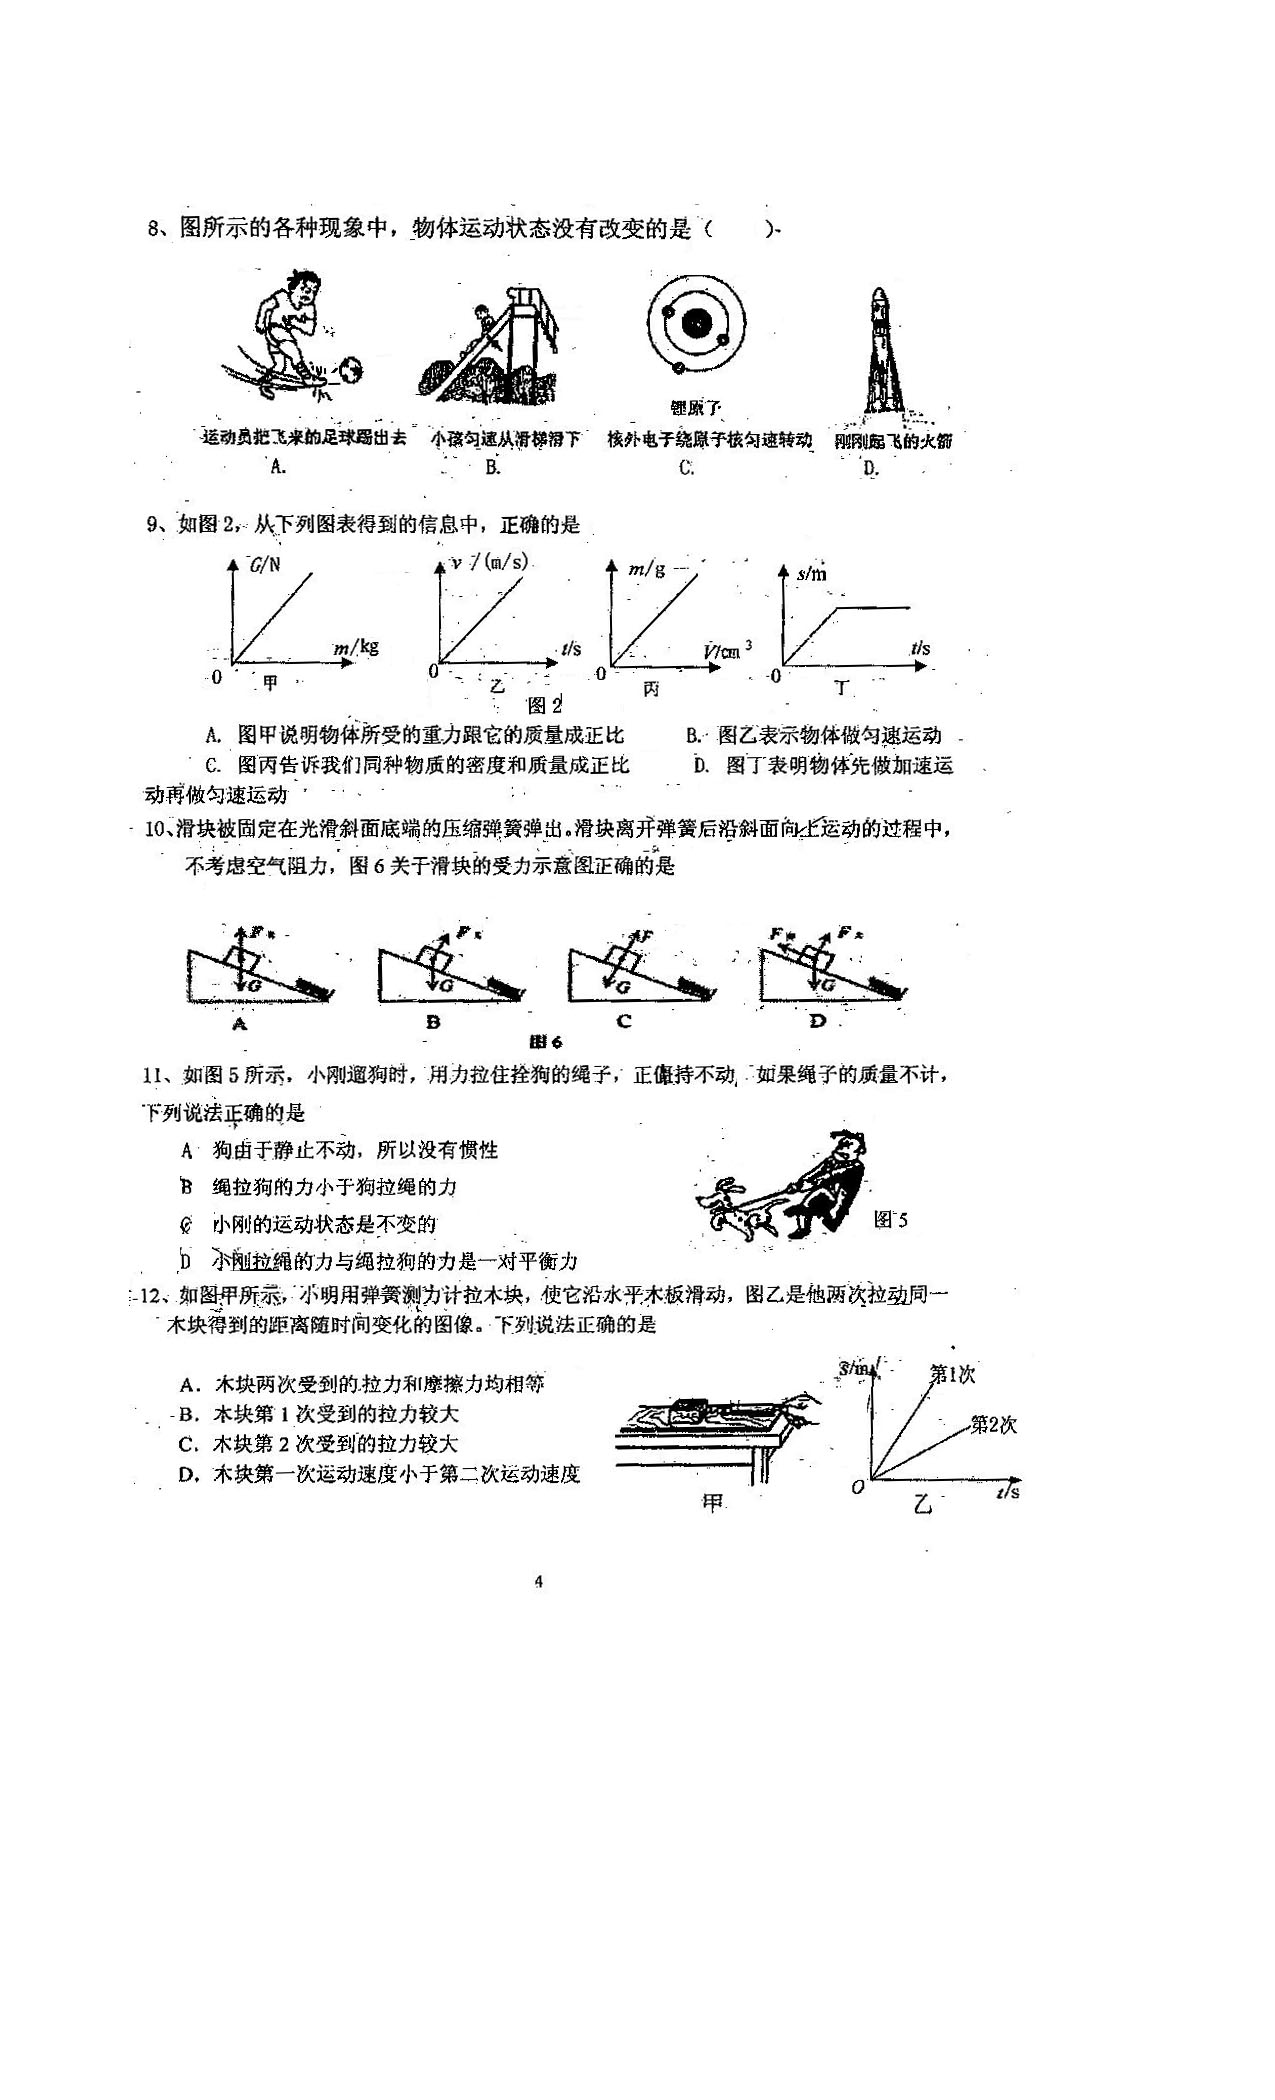 8、图所示的各种现象中，物体运动状态没有改变的是（　　）
锂原子
运动员把飞来的足球踢出去 小孩匀速从滑梯滑下 核外电子绕原子核匀速转动 刚刚起飞的火箭
A. B. C. D.
9、如图2，从下列图表得到的信息中，正确的是
G/N v /(m/s) m/g s/m
m/kg t/s V/cm³ t/s
0 0 0 0
甲 乙 丙 丁
图2
A. 图甲说明物体所受的重力跟它的质量成正比 B. 图乙表示物体做匀速运动
C. 图丙告诉我们同种物质的密度和质量成正比 D. 图丁表明物体先做加速运
动再做匀速运动
10、滑块被固定在光滑斜面底端的压缩弹簧弹出。滑块离开弹簧后沿斜面向上运动的过程中，
不考虑空气阻力，图6关于滑块的受力示意图正确的是
F F F F F
G G G G
A B C D
图6
11、如图5所示，小刚遛狗时，用力拉住拴狗的绳子，正僵持不动，如果绳子的质量不计，
下列说法正确的是
A 狗由于静止不动，所以没有惯性
B 绳拉狗的力小于狗拉绳的力
C 小刚的运动状态是不变的
图5
D 小刚拉绳的力与绳拉狗的力是一对平衡力
12、如图甲所示，小明用弹簧测力计拉木块，使它沿水平木板滑动，图乙是他两次拉动同一
木块得到的距离随时间变化的图像。下列说法正确的是
A．木块两次受到的拉力和摩擦力均相等
B．木块第1次受到的拉力较大
C．木块第2次受到的拉力较大
D．木块第一次运动速度小于第二次运动速度
S/m
第1次
第2次
O
t/s
甲 乙
4